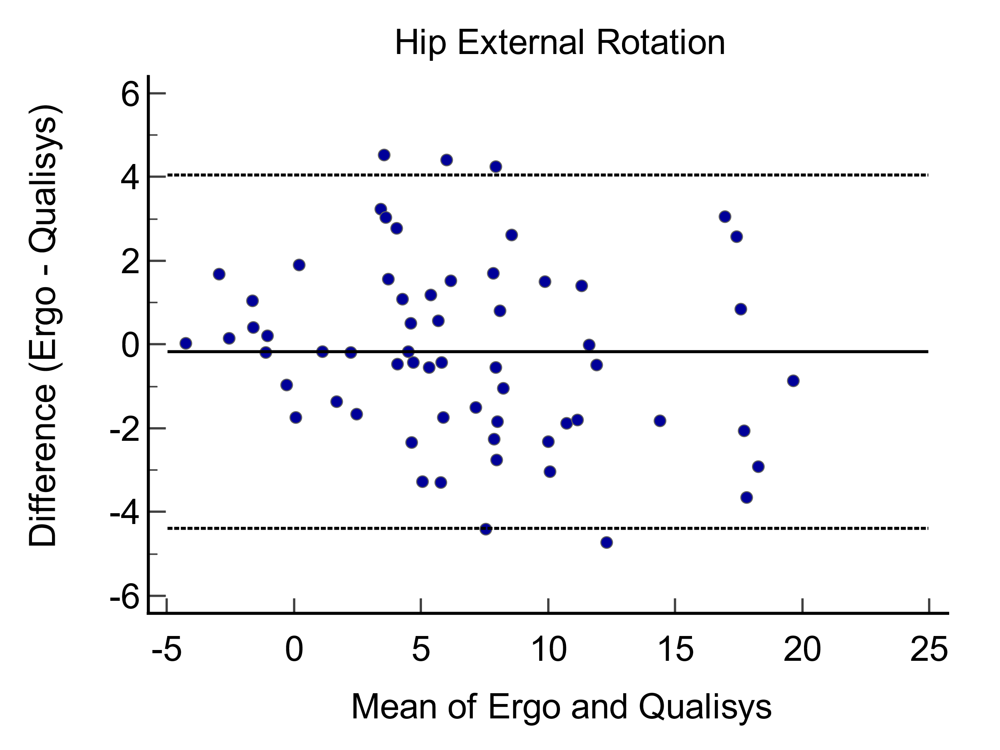 Hip External Rotation
Difference (Ergo - Qualisys)
6
4
2
0
-2
-4
-6
-5 0 5 10 15 20 25
Mean of Ergo and Qualisys